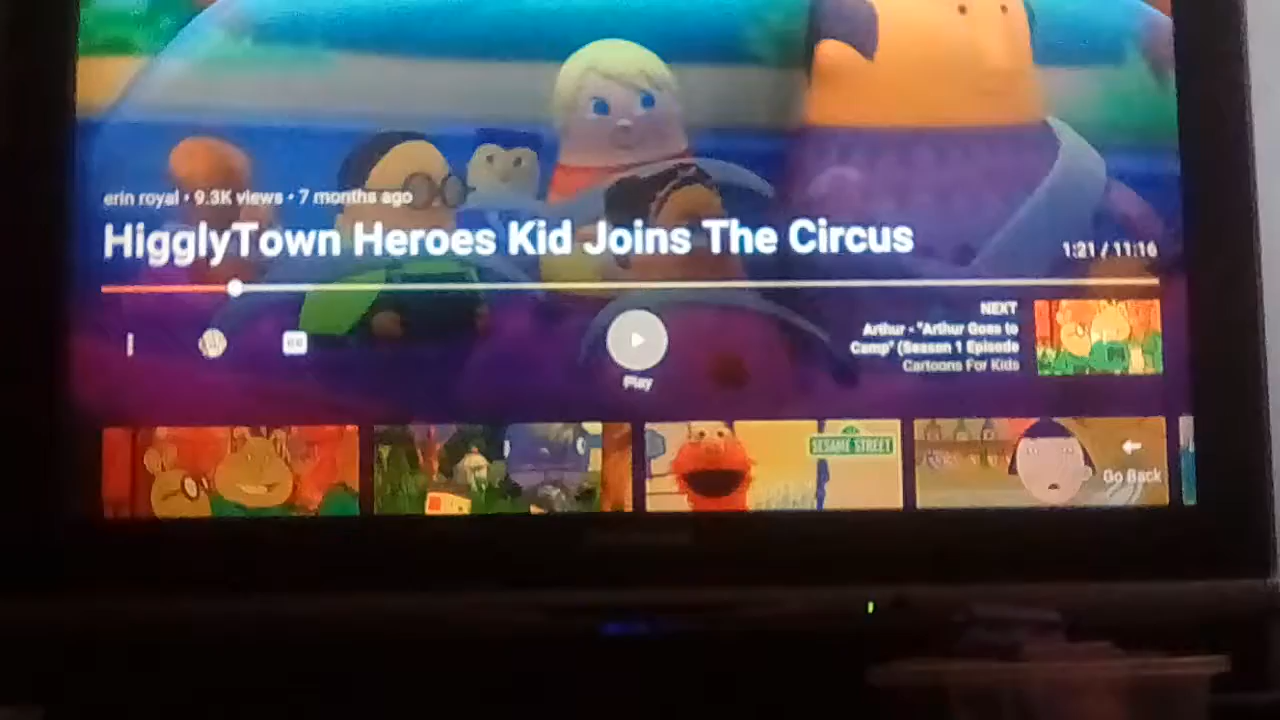 erin royal • 9.3K views • 7 months ago
HigglyTown Heroes Kid Joins The Circus
1:21 / 11:16
NEXT
Arthur - "Arthur Goes to
Camp" (Season 1 Episode
Cartoons For Kids
CC
Play
SESAME STREET
Go Back